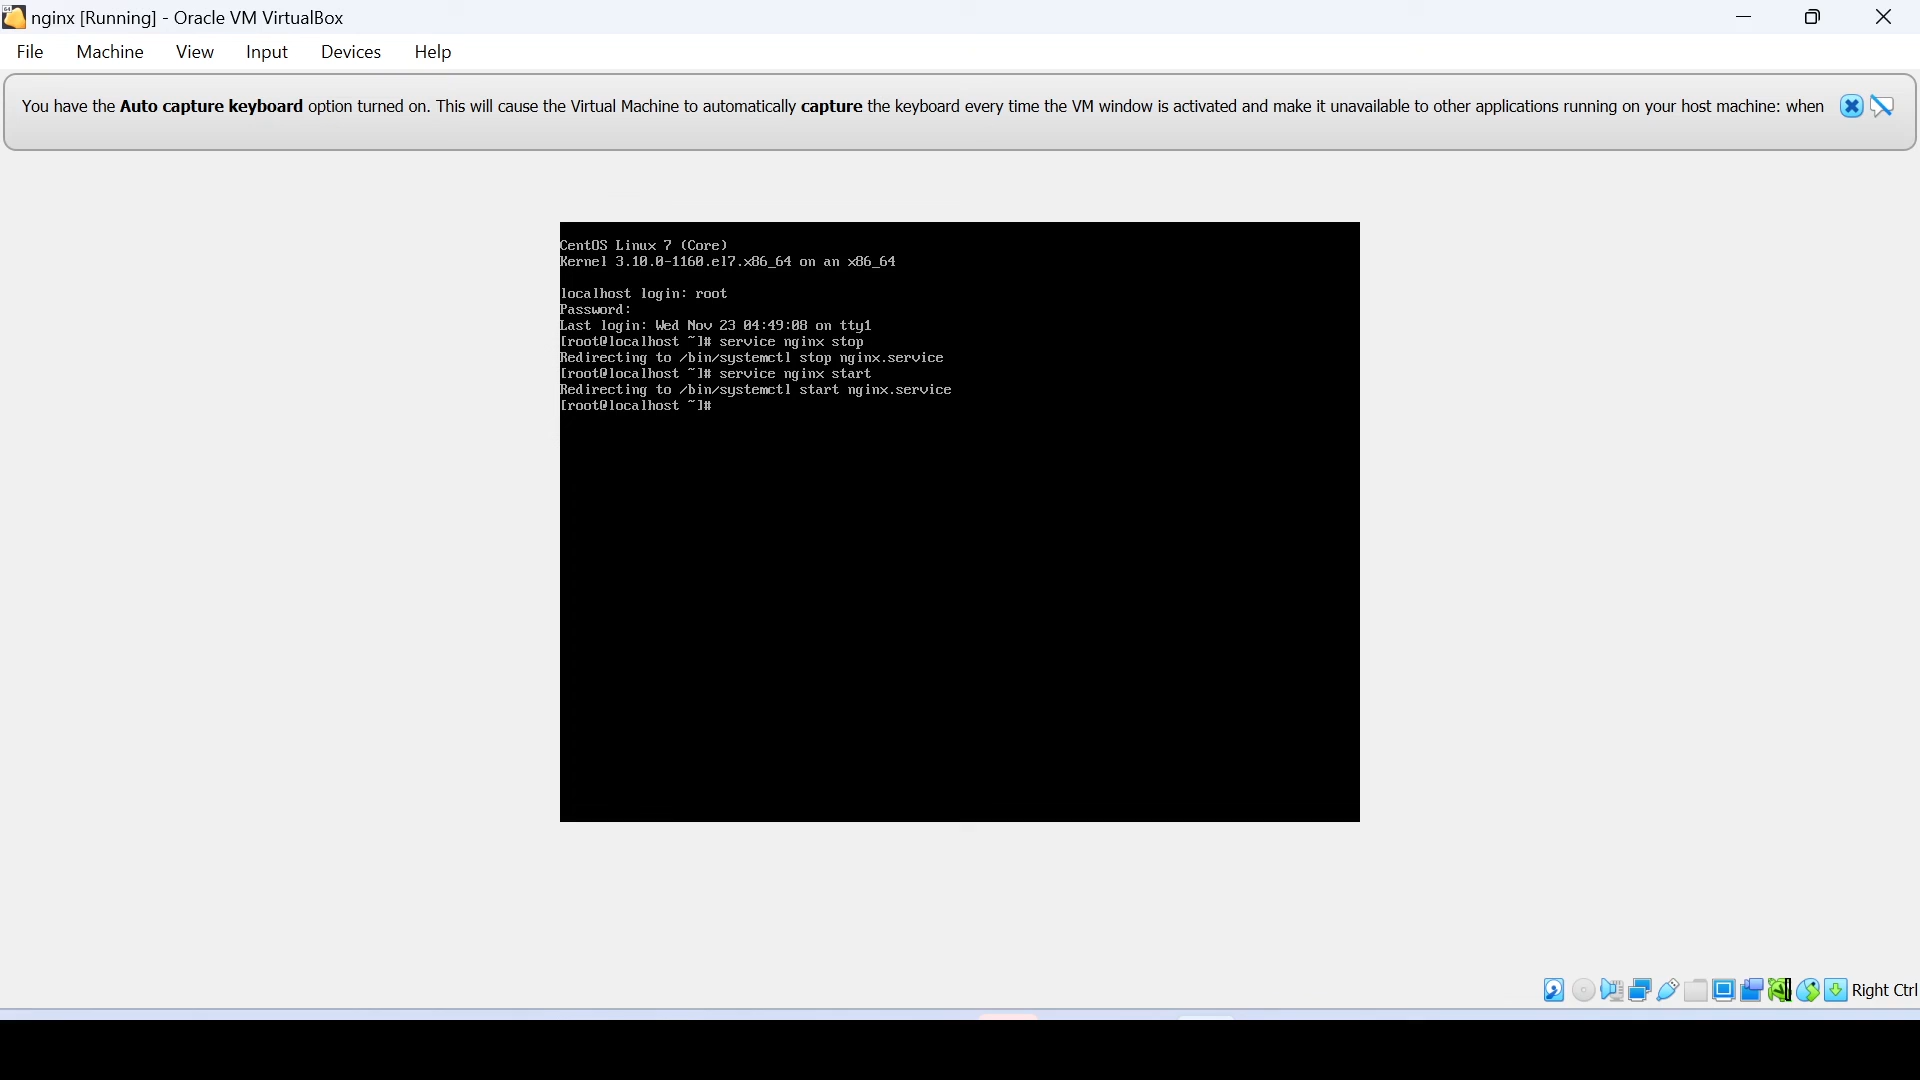 nginx [Running] - Oracle VM VirtualBox
File Machine View Input Devices Help
You have the Auto capture keyboard option turned on. This will cause the Virtual Machine to automatically capture the keyboard every time the VM window is activated and make it unavailable to other applications running on your host machine: when
CentOS Linux 7 (Core)
Kernel 3.10.0-1160.el7.x86_64 on an x86_64
localhost login: root
Password:
Last login: Wed Nov 23 04:49:08 on tty1
[root@localhost ~]# service nginx stop
Redirecting to /bin/systemctl stop nginx.service
[root@localhost ~]# service nginx start
Redirecting to /bin/systemctl start nginx.service
[root@localhost ~]#
Right Ctrl